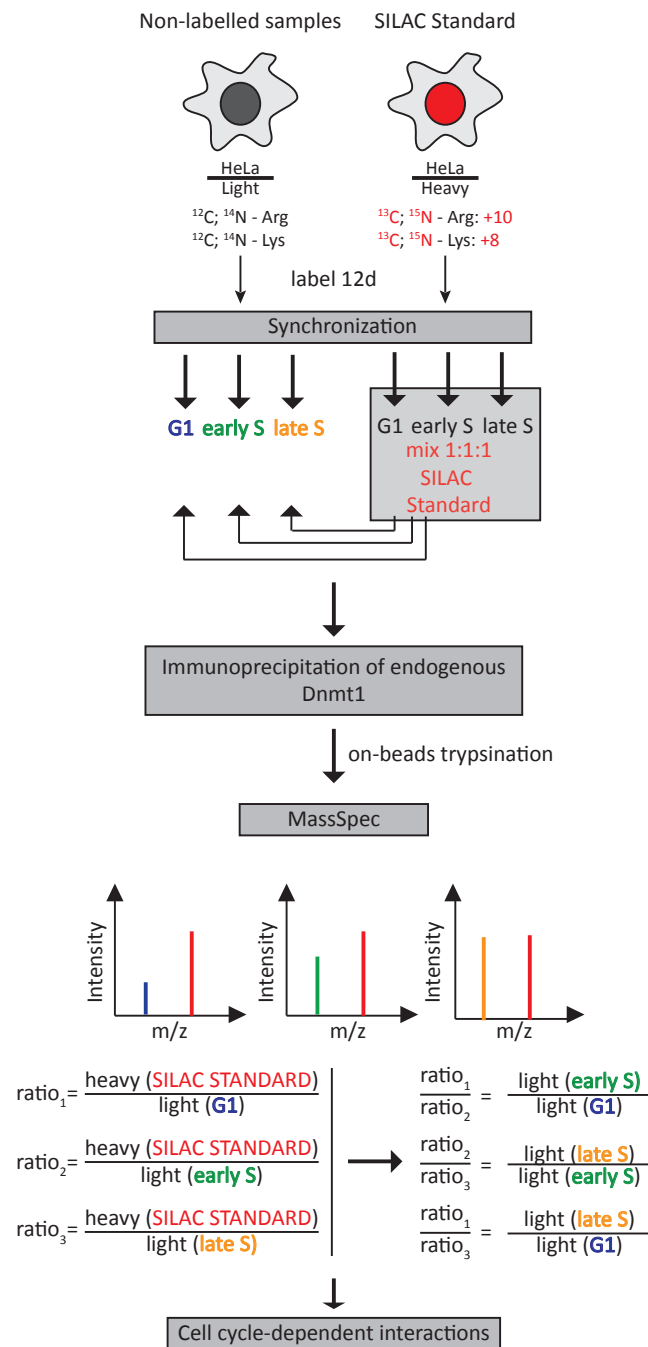 Non-labelled samples
SILAC Standard
HeLa
Light
HeLa
Heavy
¹²C; ¹⁴N - Arg
¹²C; ¹⁴N - Lys
¹³C; ¹⁵N - Arg: +10
¹³C; ¹⁵N - Lys: +8
label 12d
Synchronization
G1 early S late S
G1 early S late S
mix 1:1:1
SILAC
Standard
Immunoprecipitation of endogenous
Dnmt1
on-beads trypsination
MassSpec
Intensity
m/z
Intensity
m/z
Intensity
m/z
ratio₁= heavy (SILAC STANDARD)
light (G1)
ratio₂= heavy (SILAC STANDARD)
light (early S)
ratio₃= heavy (SILAC STANDARD)
light (late S)
ratio₁
ratio₂
= light (early S)
light (G1)
ratio₂
ratio₃
= light (late S)
light (early S)
ratio₁
ratio₃
= light (late S)
light (G1)
Cell cycle-dependent interactions